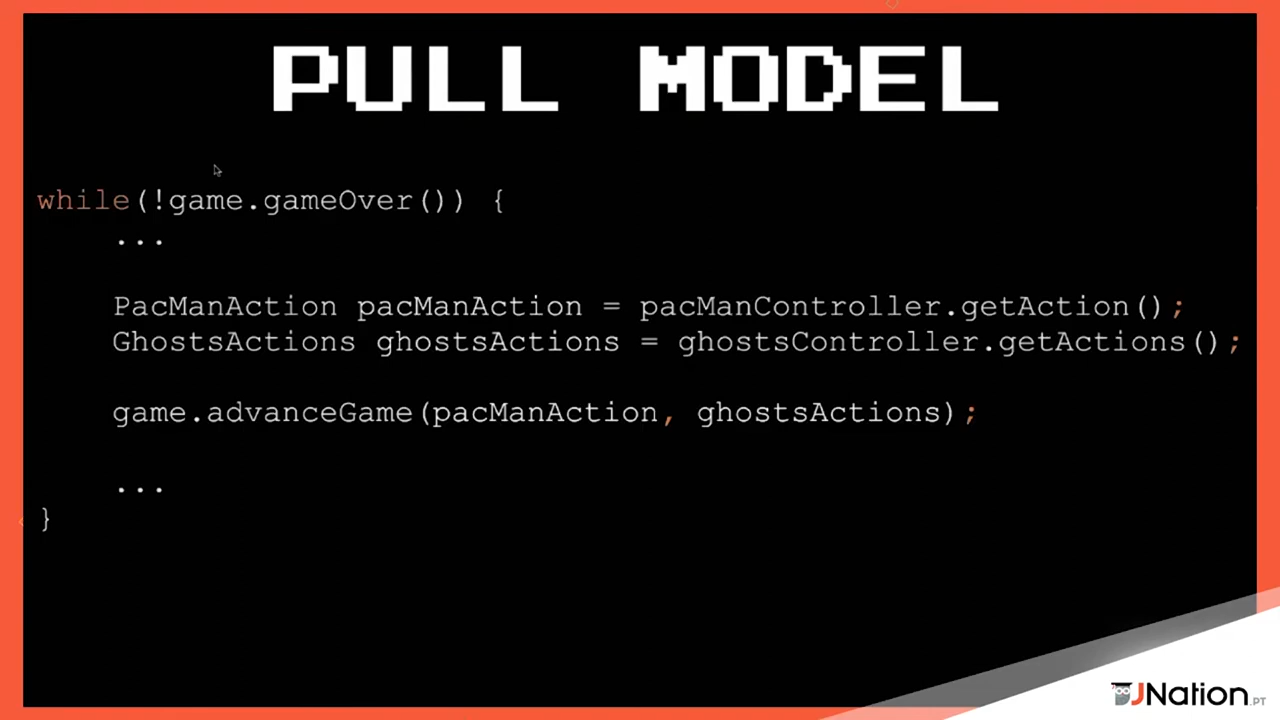 PULL MODEL
while(!game.gameOver()) {
...
PacManAction pacManAction = pacManController.getAction();
GhostsActions ghostsActions = ghostsController.getActions();
game.advanceGame(pacManAction, ghostsActions);
...
}
JNation.PT